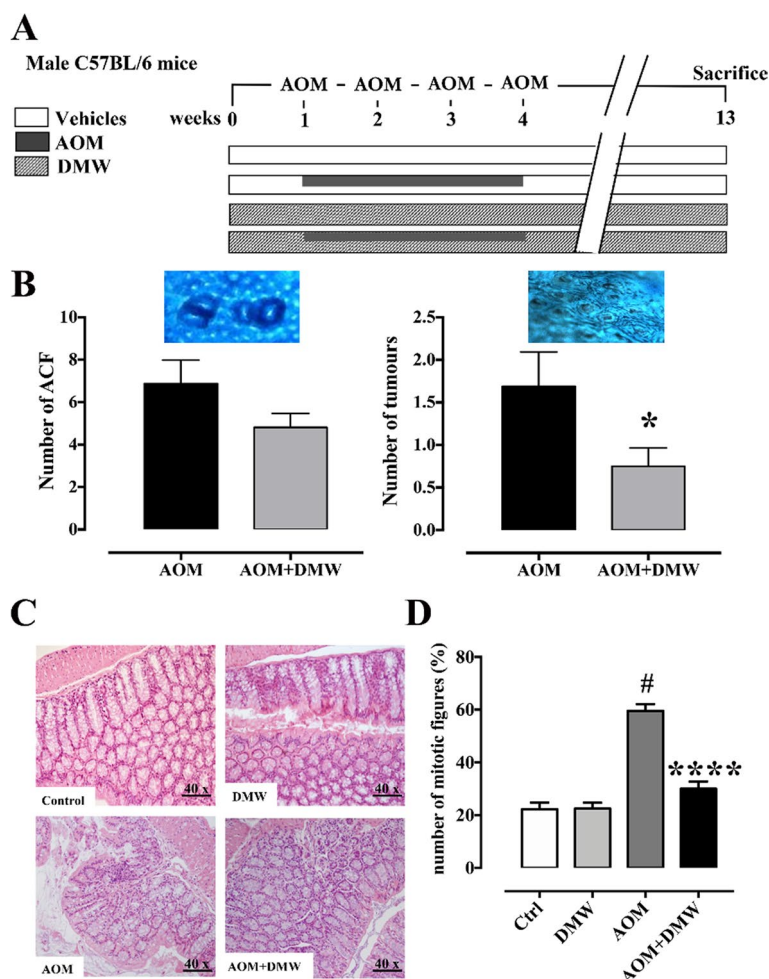 A
Male C57BL/6 mice
Vehicles
AOM
DMW
AOM - AOM - AOM - AOM
Sacrifice
weeks 0 1 2 3 4 13
B
10
8
6
4
2
0
Number of ACF
AOM AOM+DMW
2.5
2.0
1.5
1.0
0.5
0.0
Number of tumours
*
AOM AOM+DMW
C
Control
40 x
DMW
40 x
AOM
40 x
AOM+DMW
40 x
D
number of mitotic figures (%)
80
60
40
20
0
#
****
Ctrl
DMW
AOM
AOM+DMW